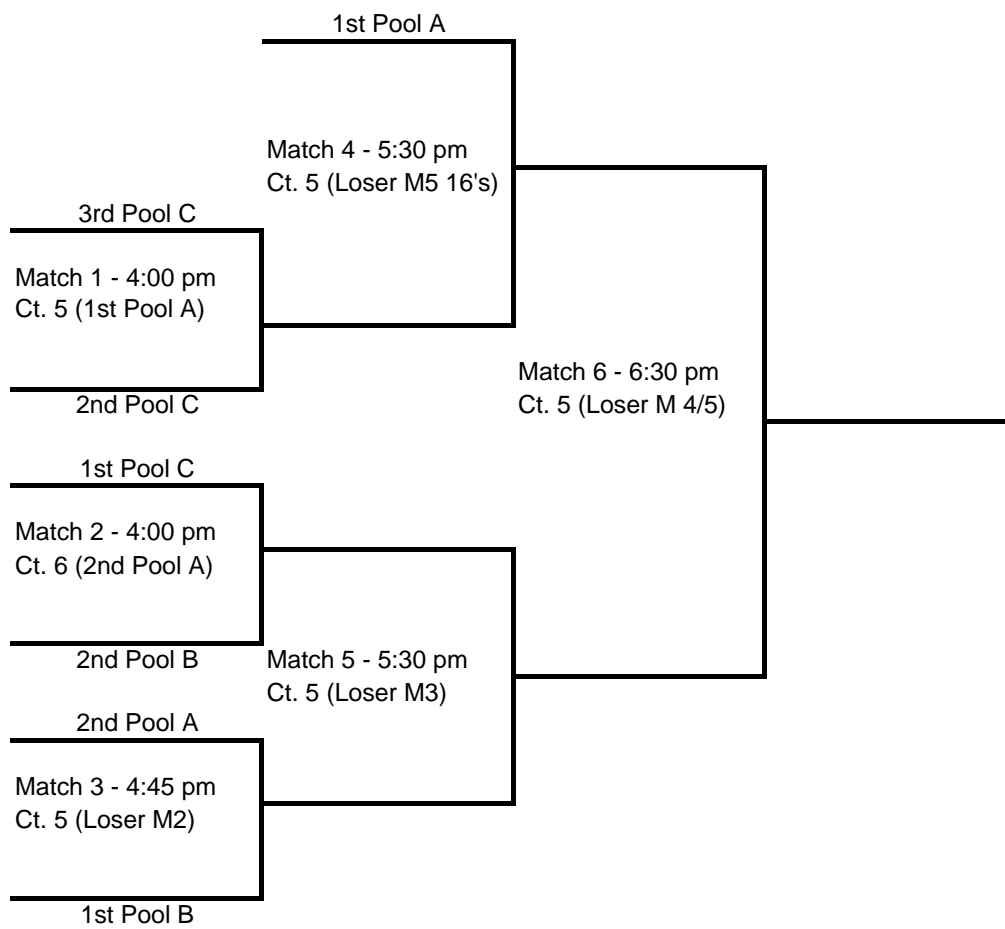 1st Pool A
Match 4 - 5:30 pm
Ct. 5 (Loser M5 16's)
3rd Pool C
Match 1 - 4:00 pm
Ct. 5 (1st Pool A)
2nd Pool C
Match 6 - 6:30 pm
Ct. 5 (Loser M 4/5)
1st Pool C
Match 2 - 4:00 pm
Ct. 6 (2nd Pool A)
2nd Pool B
Match 5 - 5:30 pm
Ct. 5 (Loser M3)
2nd Pool A
Match 3 - 4:45 pm
Ct. 5 (Loser M2)
1st Pool B